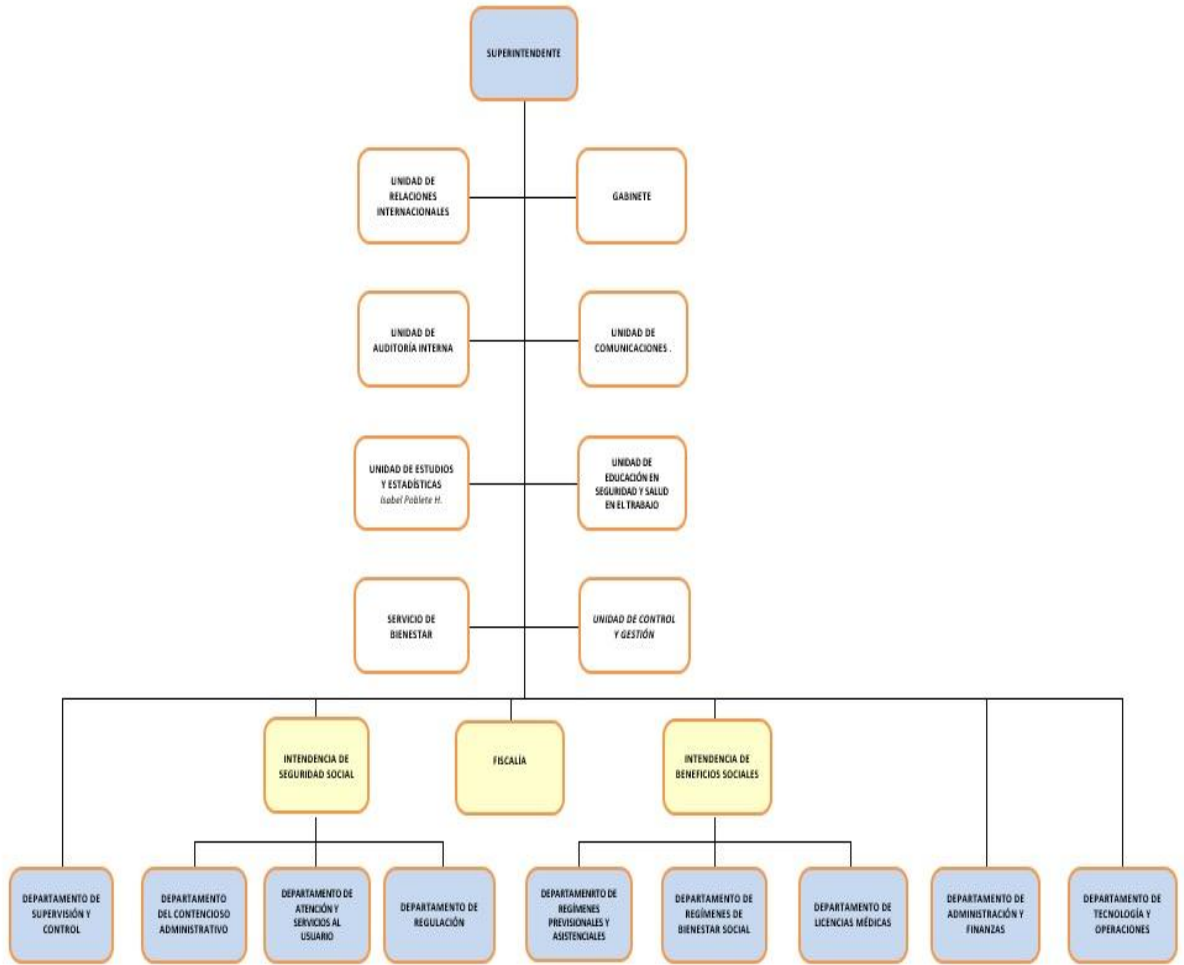 SUPERINTENDENTE
UNIDAD DE
RELACIONES
INTERNACIONALES
GABINETE
UNIDAD DE
AUDITORÍA INTERNA
UNIDAD DE
COMUNICACIONES .
UNIDAD DE ESTUDIOS
Y ESTADÍSTICAS
Isabel Poblete H.
UNIDAD DE
EDUCACIÓN EN
SEGURIDAD Y SALUD
EN EL TRABAJO
SERVICIO DE
BIENESTAR
UNIDAD DE CONTROL
Y GESTIÓN
INTENDENCIA DE
SEGURIDAD SOCIAL
FISCALÍA
INTENDENCIA DE
BENEFICIOS SOCIALES
DEPARTAMENTO DE
SUPERVISIÓN Y
CONTROL
DEPARTAMENTO
DEL CONTENCIOSO
ADMINISTRATIVO
DEPARTAMENTO DE
ATENCIÓN Y
SERVICIOS AL
USUARIO
DEPARTAMENTO DE
REGULACIÓN
DEPARTAMENRTO DE
REGÍMENES
PREVISIONALES Y
ASISTENCIALES
DEPARTAMENTO DE
REGÍMENES DE
BIENESTAR SOCIAL
DEPARTAMENTO DE
LICENCIAS MÉDICAS
DEPARTAMENTO DE
ADMINISTRACIÓN Y
FINANZAS
DEPARTAMENTO DE
TECNOLOGÍA Y
OPERACIONES